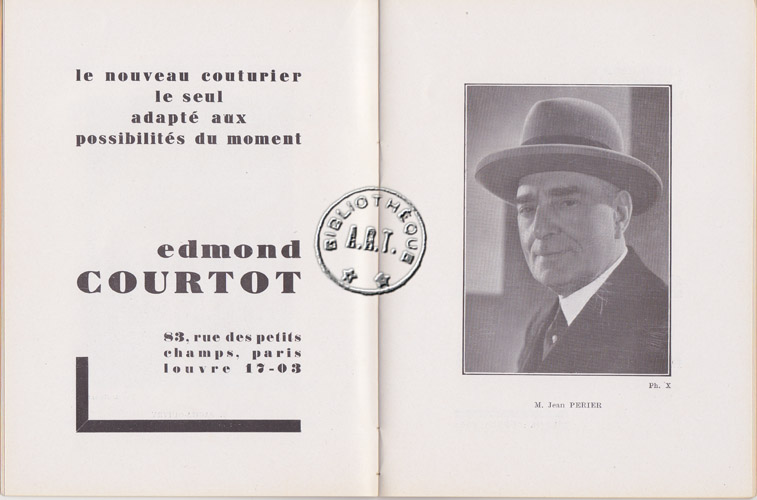 le nouveau couturier
le seul
adapté aux
possibilités du moment
edmond
COURTOT
83, rue des petits
champs, paris
louvre 17-03
BIBLIOTHÈQUE
A.R.T.
Ph. X
M. Jean PERIER